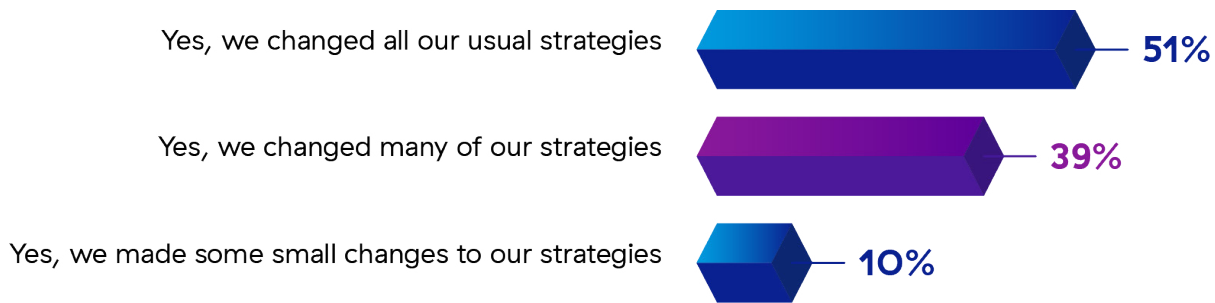 Yes, we changed all our usual strategies 51%
Yes, we changed many of our strategies 39%
Yes, we made some small changes to our strategies 10%